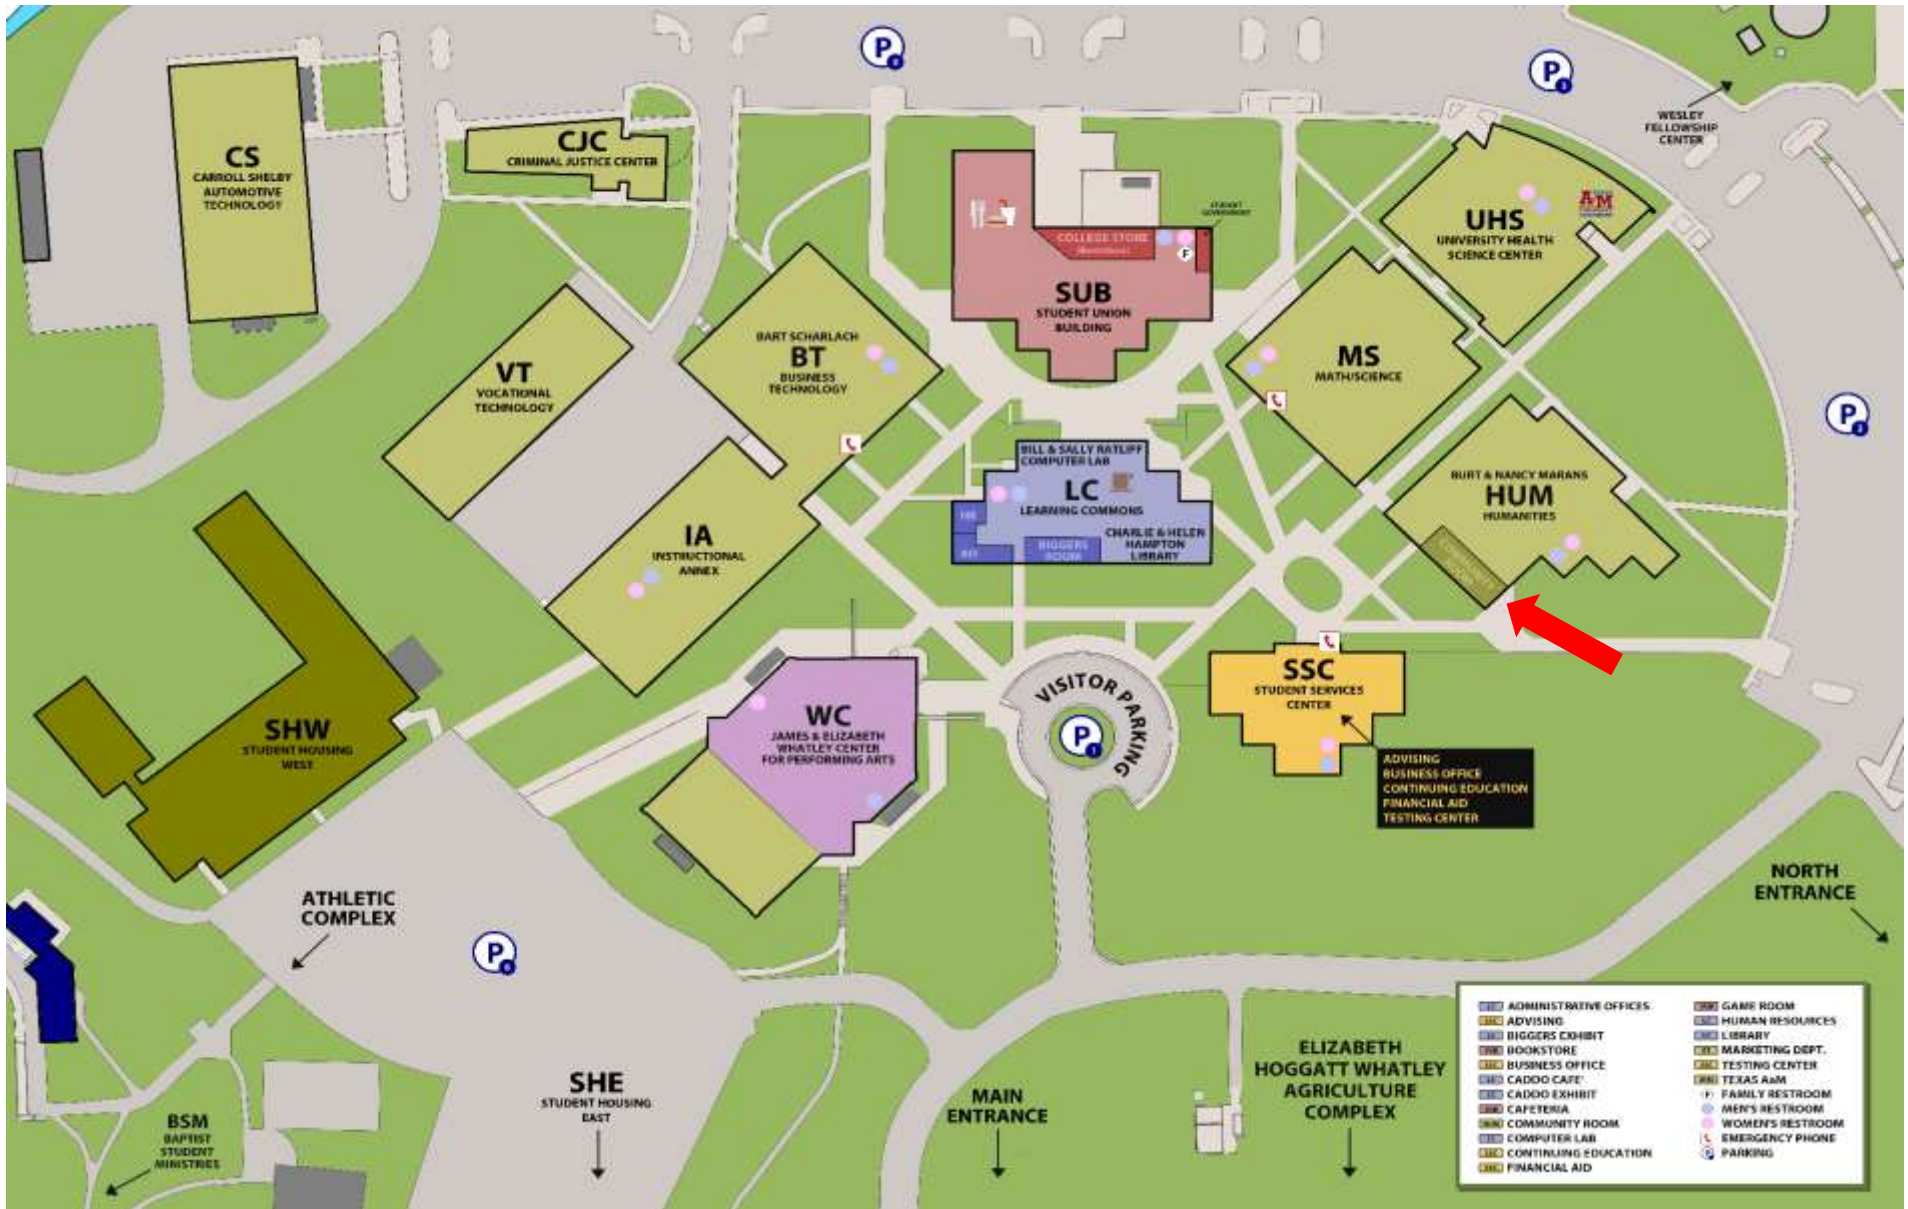 CS
CARROLL SHELBY
AUTOMOTIVE
TECHNOLOGY
CJC
CRIMINAL JUSTICE CENTER
P
P
WESLEY
FELLOWSHIP
CENTER
STUDENT
GOVERNMENT
COLLEGE STORE
F
SUB
STUDENT UNION
BUILDING
A&M
UHS
UNIVERSITY HEALTH
SCIENCE CENTER
VT
VOCATIONAL
TECHNOLOGY
BART SCHARLACH
BT
BUSINESS
TECHNOLOGY
MS
MATH/SCIENCE
P
BILL & SALLY RATLIFF
COMPUTER LAB
LC
LEARNING COMMONS
CHARLIE & HELEN
HAMPTON
LIBRARY
BIGGERS
ROOM
BURT & NANCY MARANS
HUM
HUMANITIES
COMMUNITY
ROOM
IA
INSTRUCTIONAL
ANNEX
SHW
STUDENT HOUSING
WEST
WC
JAMES & ELIZABETH
WHATLEY CENTER
FOR PERFORMING ARTS
VISITOR PARKING
P
1
SSC
STUDENT SERVICES
CENTER
ADVISING
BUSINESS OFFICE
CONTINUING EDUCATION
FINANCIAL AID
TESTING CENTER
ATHLETIC
COMPLEX
P
NORTH
ENTRANCE
BSM
BAPTIST
STUDENT
MINISTRIES
SHE
STUDENT HOUSING
EAST
MAIN
ENTRANCE
ELIZABETH
HOGGATT WHATLEY
AGRICULTURE
COMPLEX
ADMINISTRATIVE OFFICES
ADVISING
BIGGERS EXHIBIT
BOOKSTORE
BUSINESS OFFICE
CADDO CAFE'
CADDO EXHIBIT
CAFETERIA
COMMUNITY ROOM
COMPUTER LAB
CONTINUING EDUCATION
FINANCIAL AID
GAME ROOM
HUMAN RESOURCES
LIBRARY
MARKETING DEPT.
TESTING CENTER
TEXAS A&M
F FAMILY RESTROOM
MEN'S RESTROOM
WOMEN'S RESTROOM
EMERGENCY PHONE
P PARKING